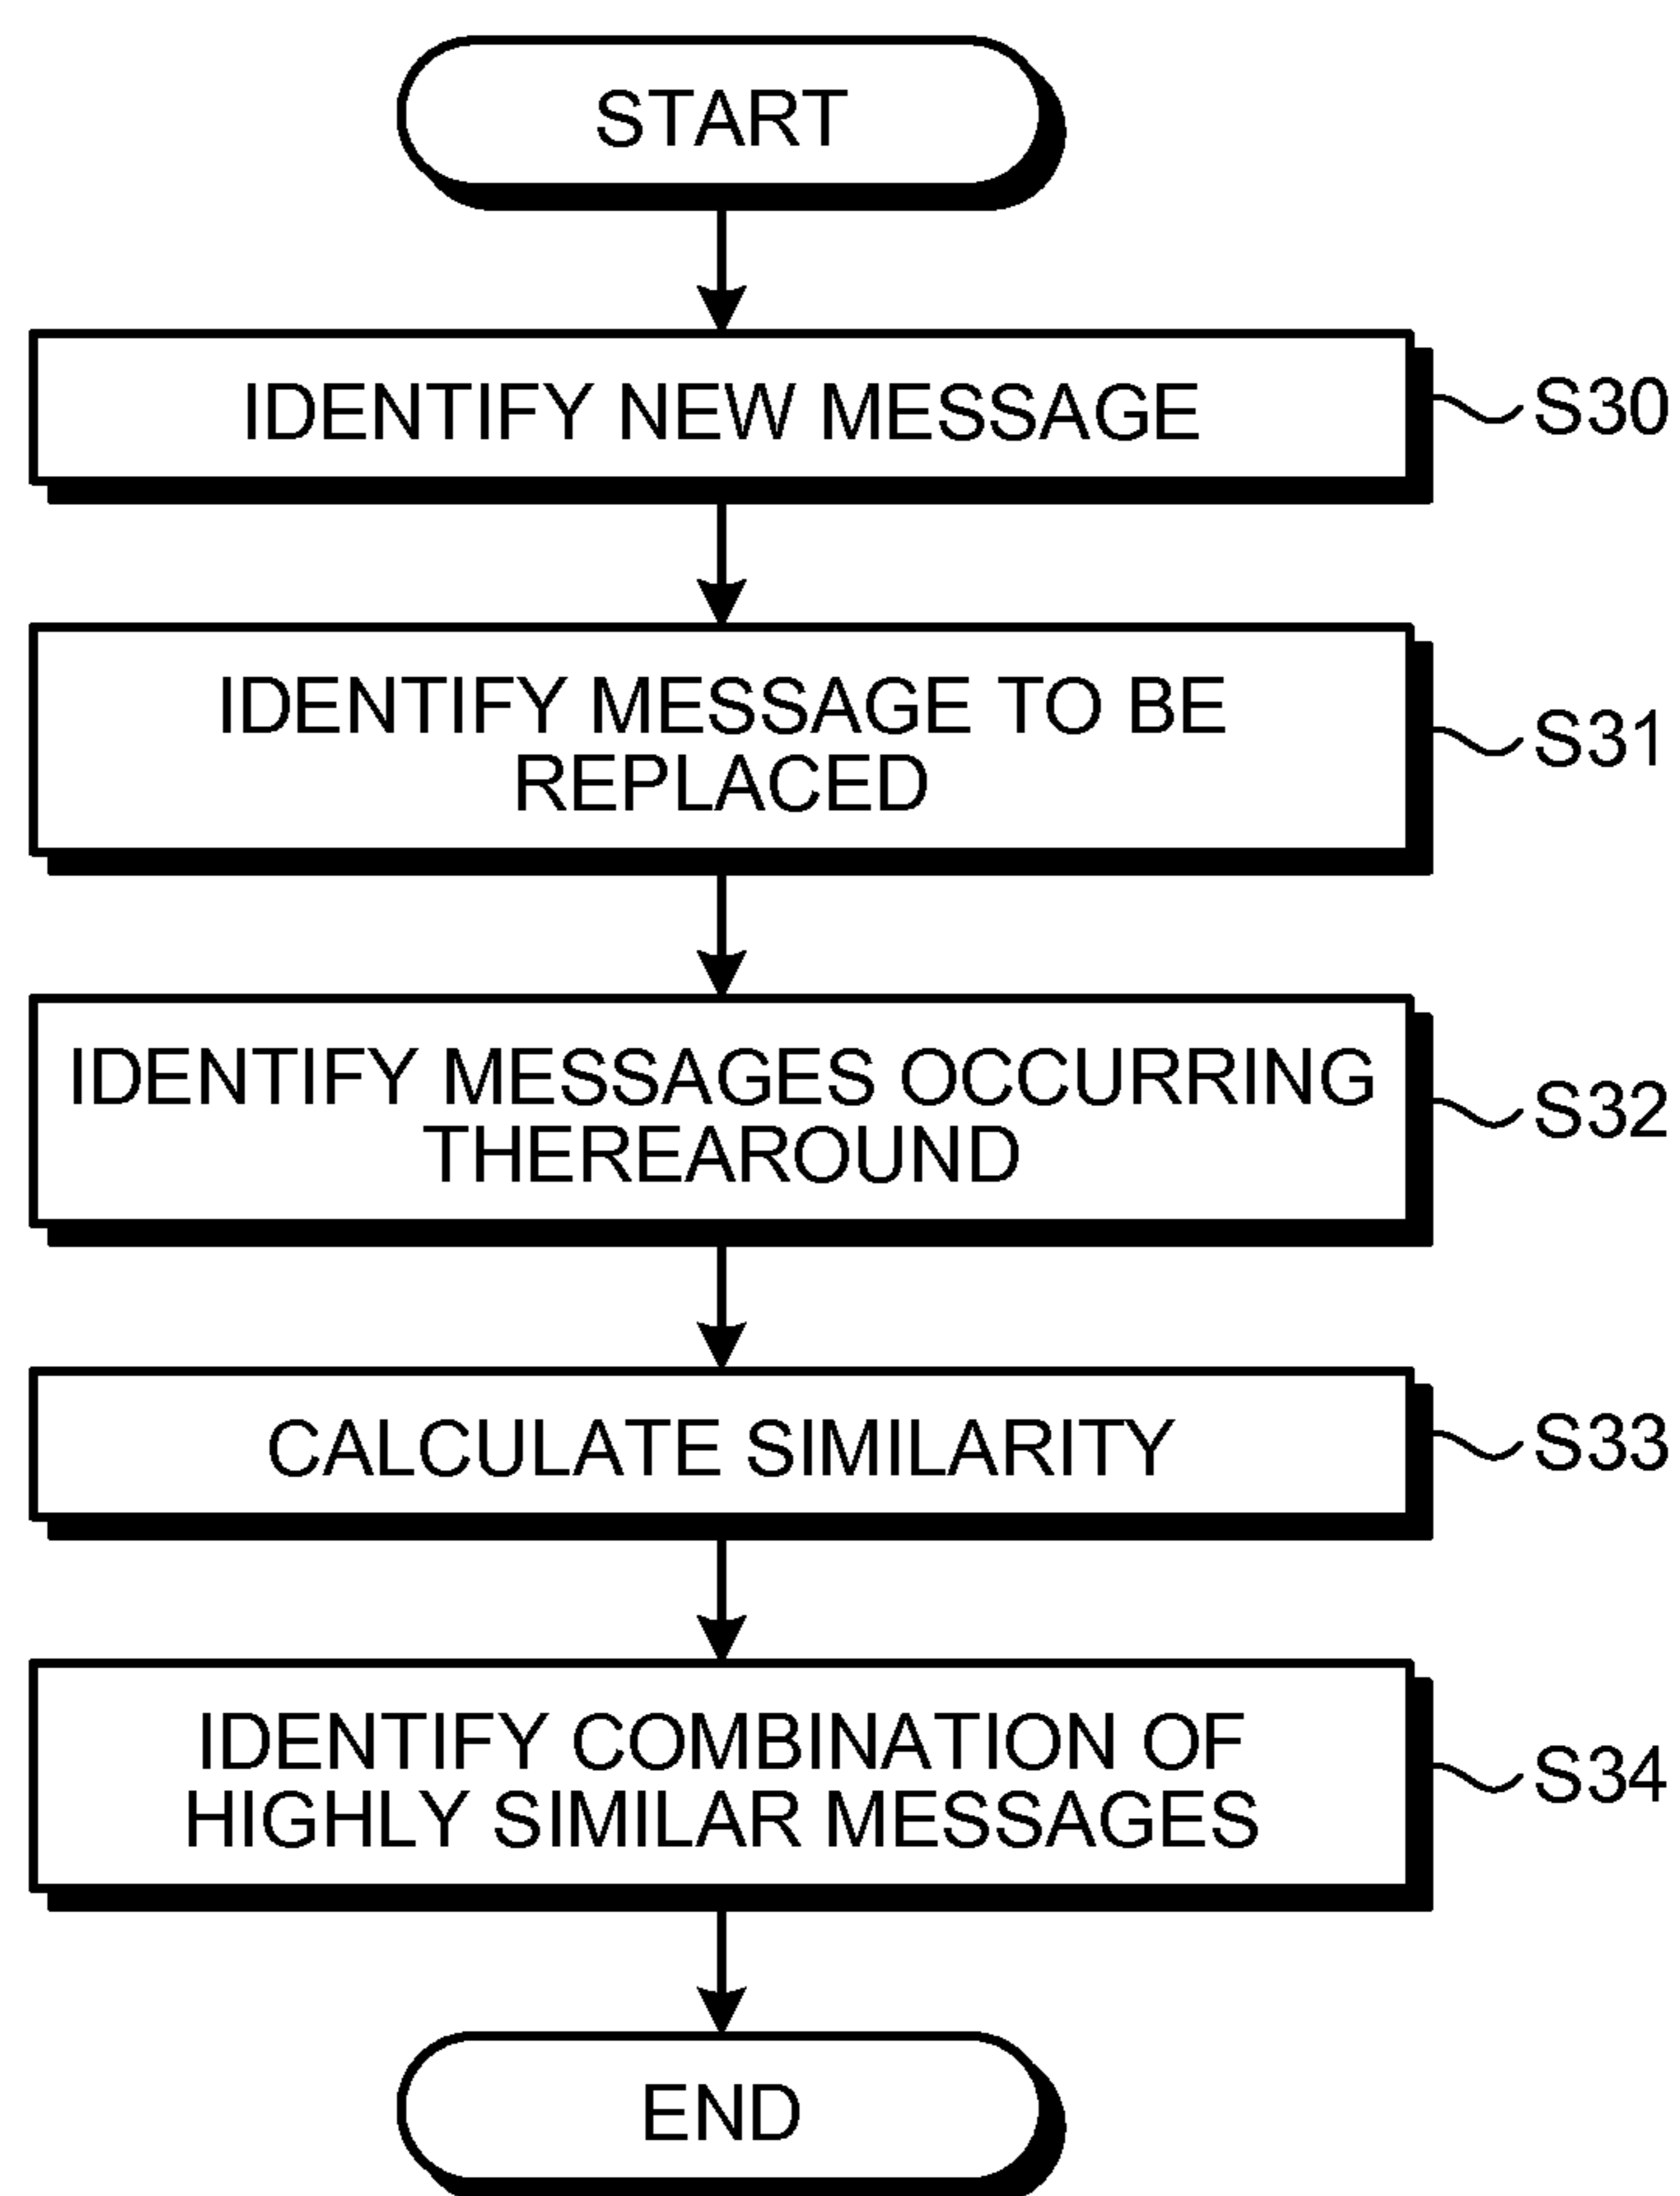 START
IDENTIFY NEW MESSAGE
S30
IDENTIFY MESSAGE TO BE
REPLACED
S31
IDENTIFY MESSAGES OCCURRING
THEREAROUND
S32
CALCULATE SIMILARITY
S33
IDENTIFY COMBINATION OF
HIGHLY SIMILAR MESSAGES
S34
END